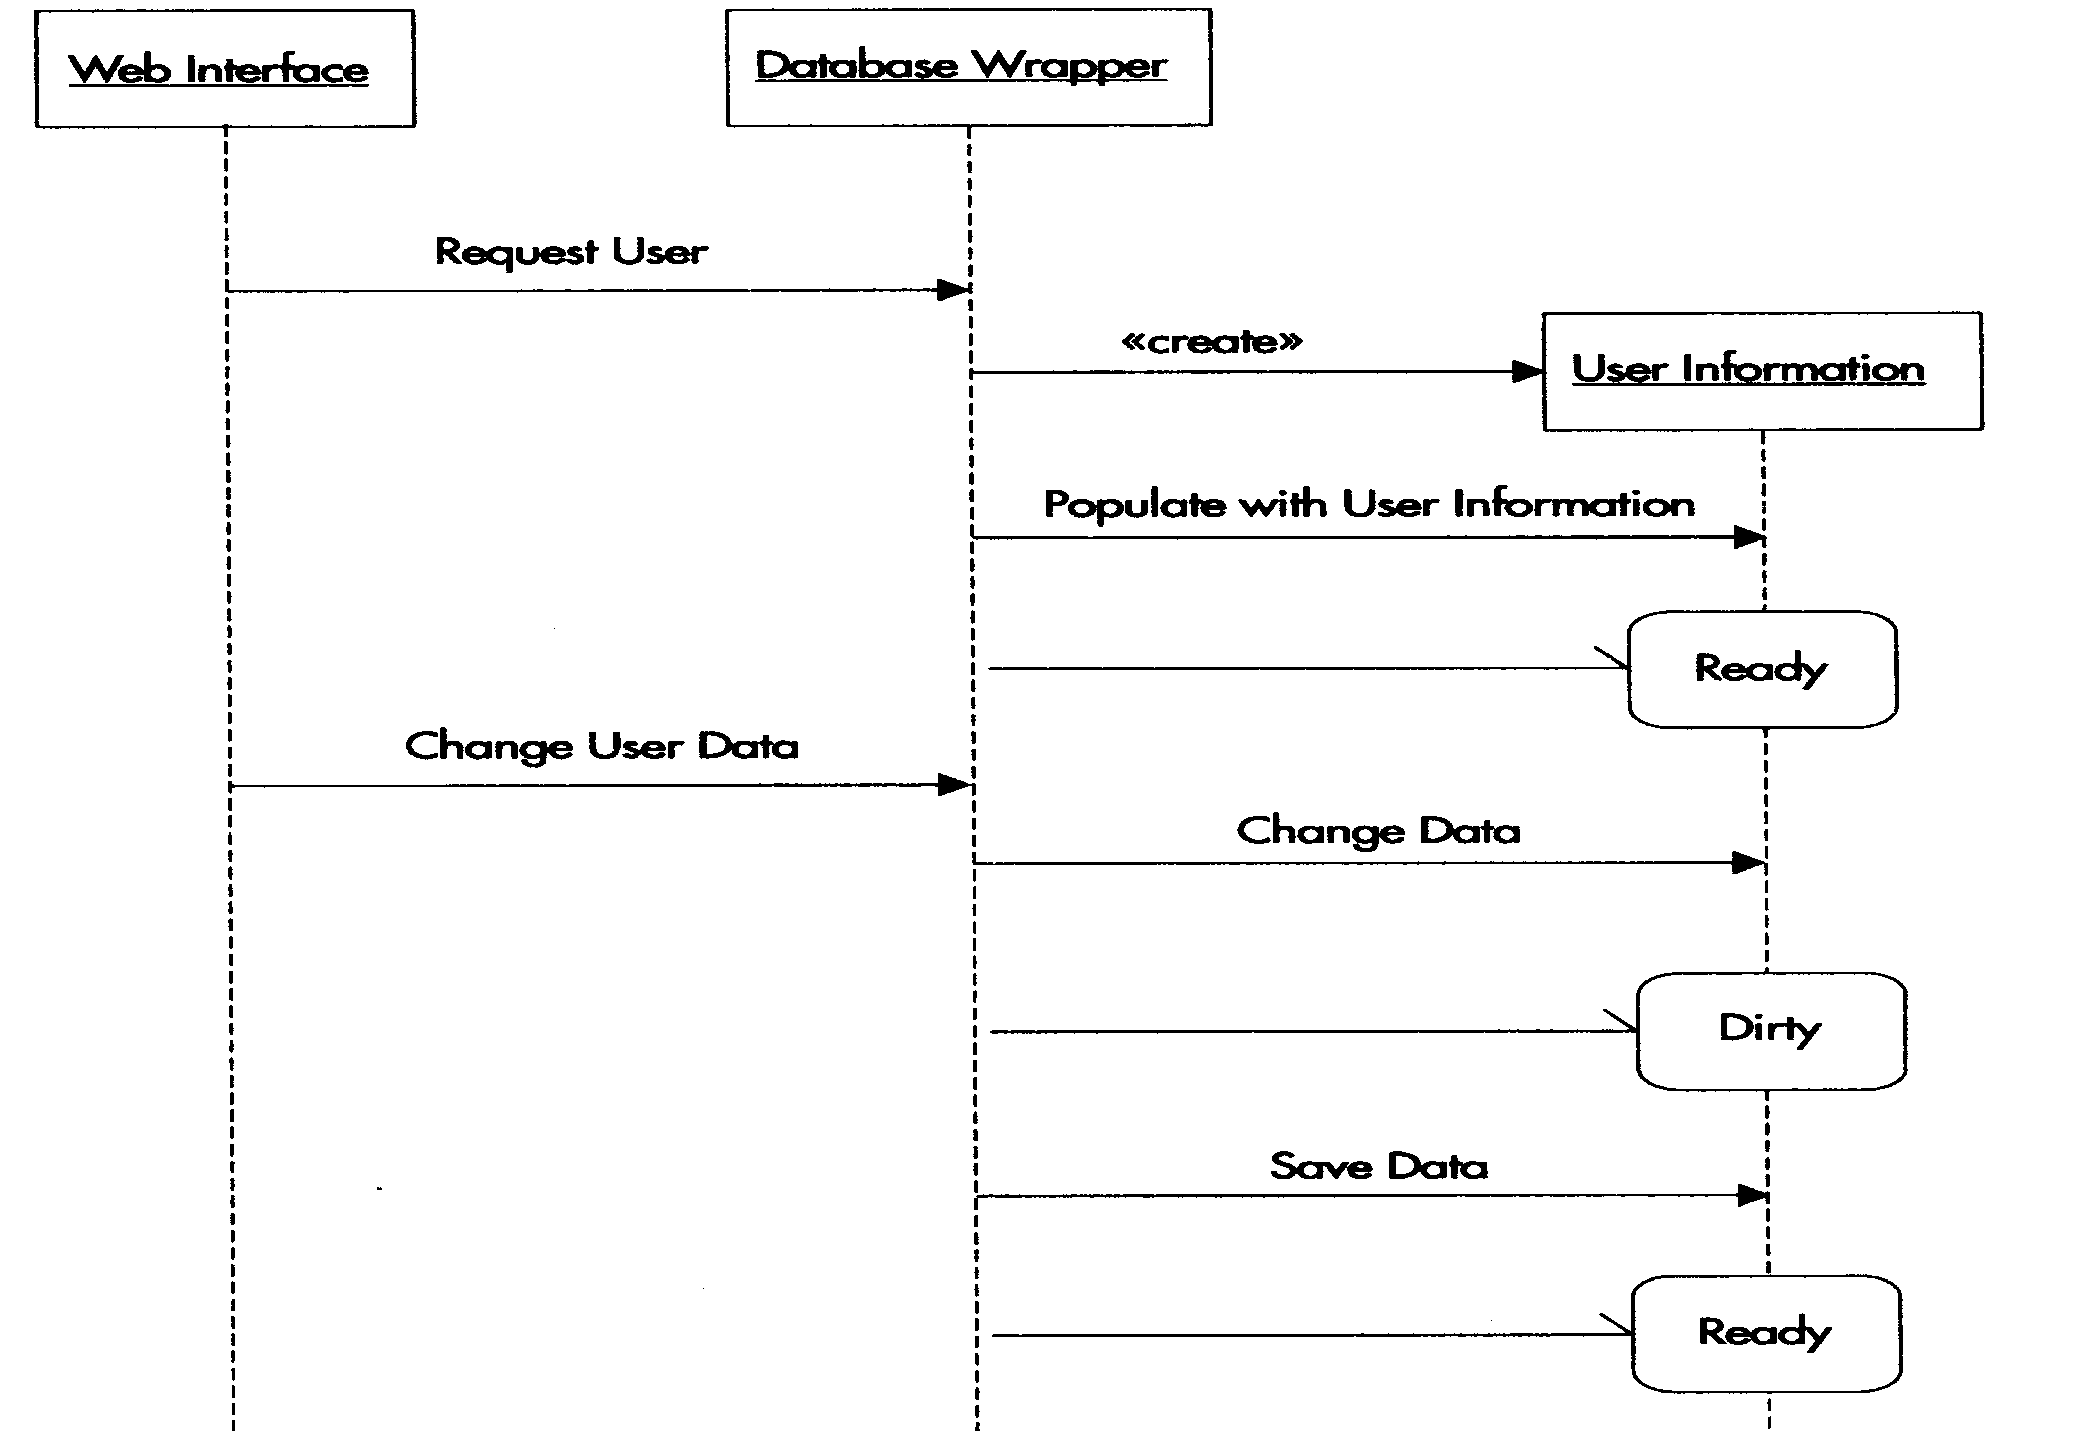 Web Interface
Database Wrapper
Request User
«create»
User Information
Populate with User Information
Ready
Change User Data
Change Data
Dirty
Save Data
Ready